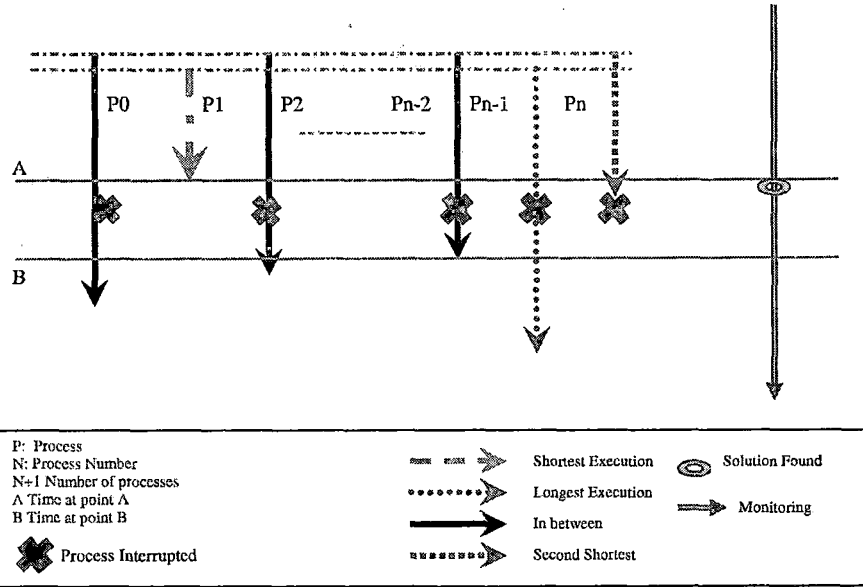 P0 P1 P2 Pn-2 Pn-1 Pn
A
B
P: Process
N: Process Number
N+1 Number of processes
A Time at point A
B Time at point B
Process Interrupted
Shortest Execution
Longest Execution
In between
Second Shortest
Solution Found
Monitoring